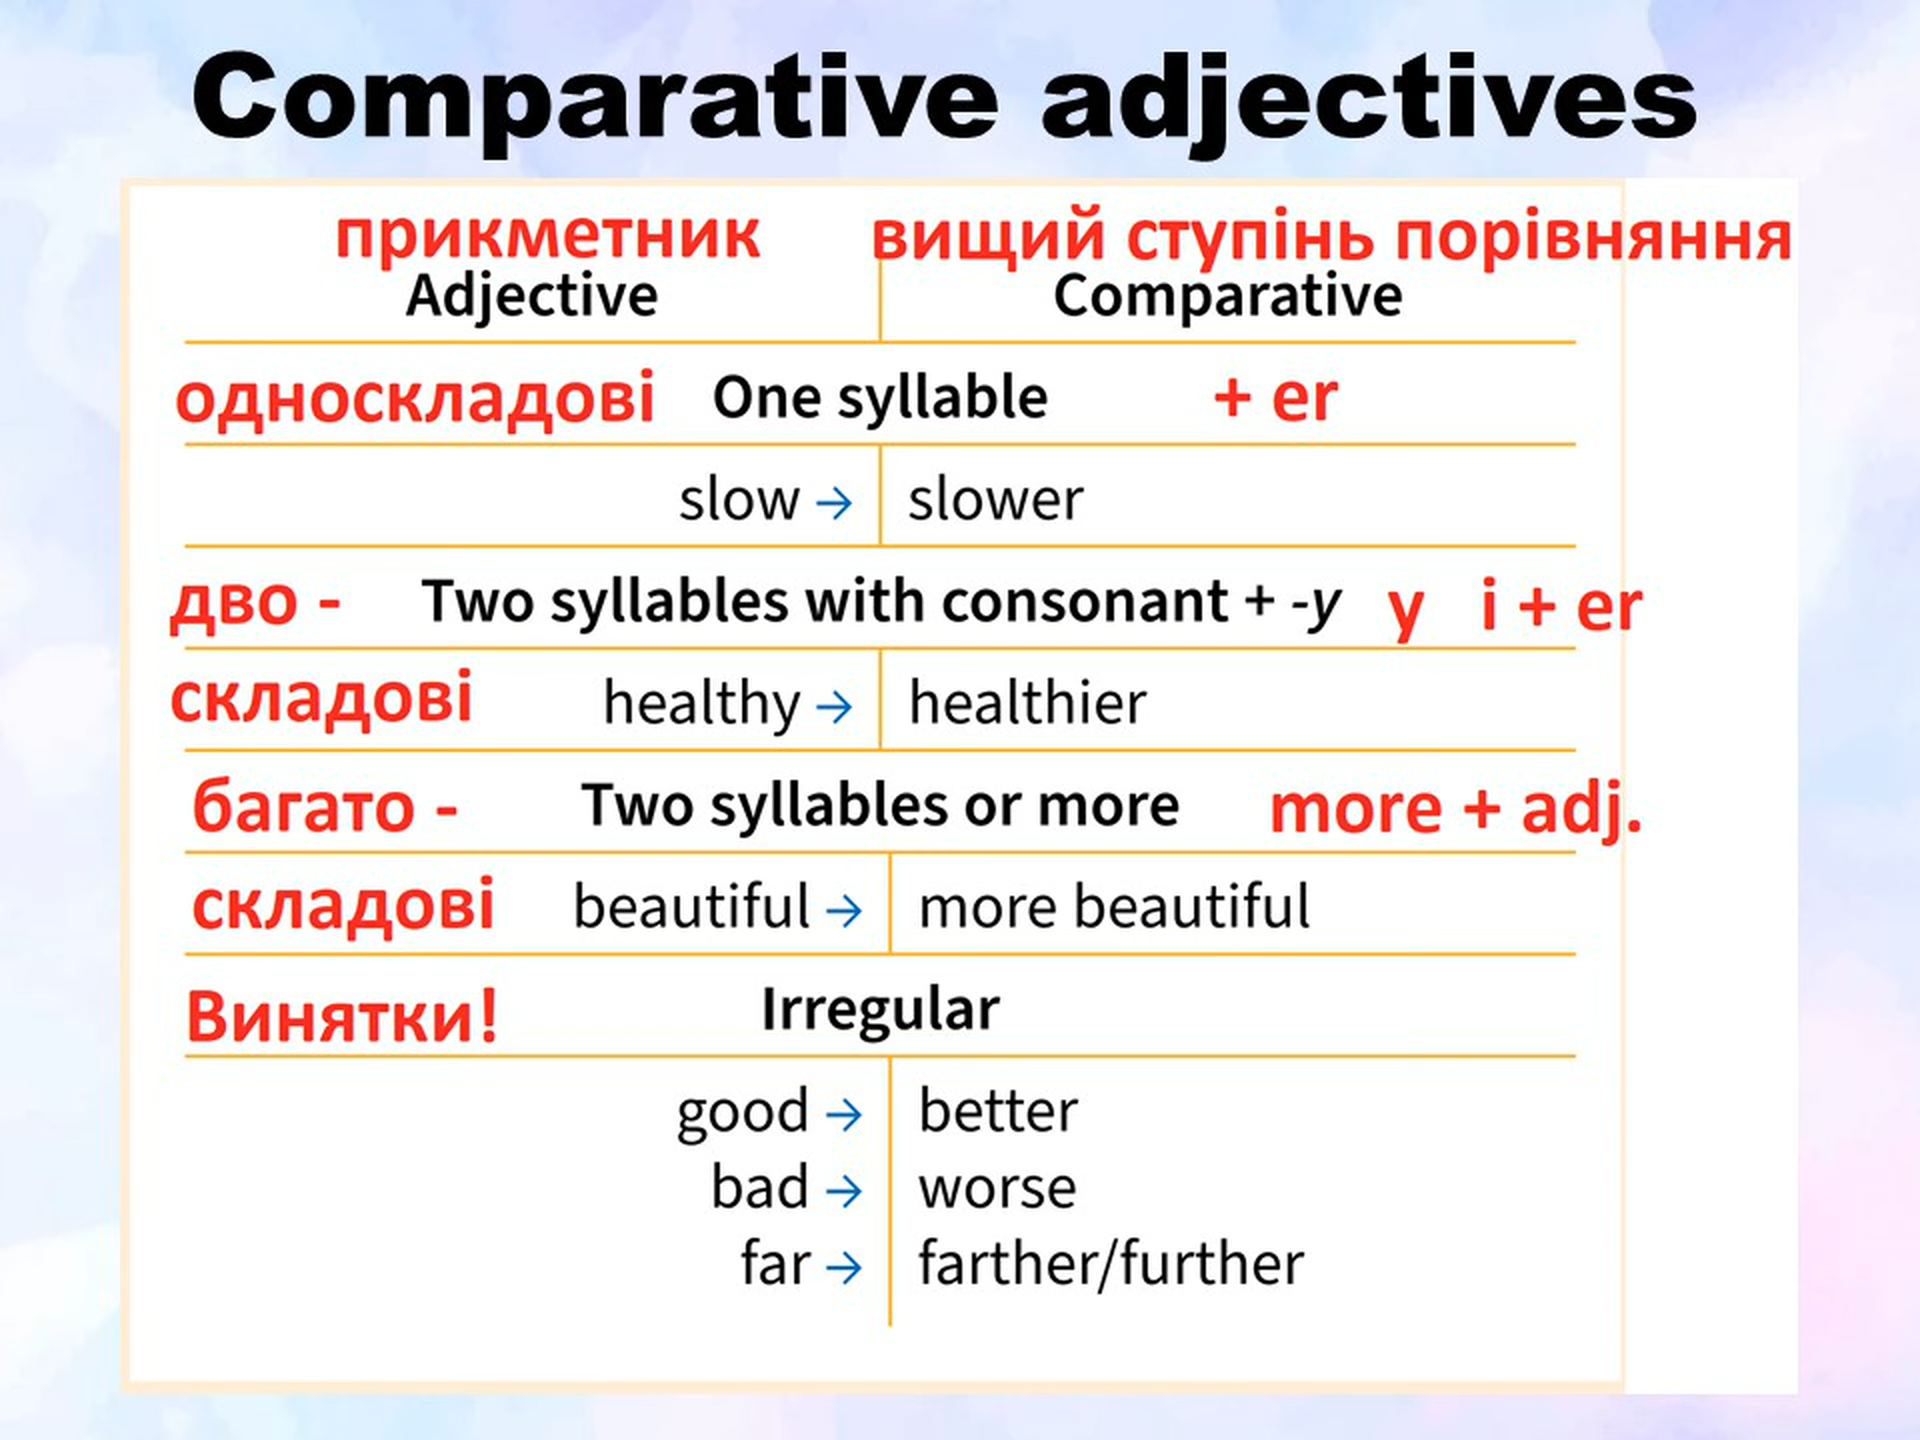 Comparative adjectives
прикметник вищий ступінь порівняння
Adjective Comparative
односкладові One syllable + er
slow → slower
дво - Two syllables with consonant + -y y i + er
складові healthy → healthier
багато - Two syllables or more more + adj.
складові beautiful → more beautiful
Винятки! Irregular
good → better
bad → worse
far → farther/further